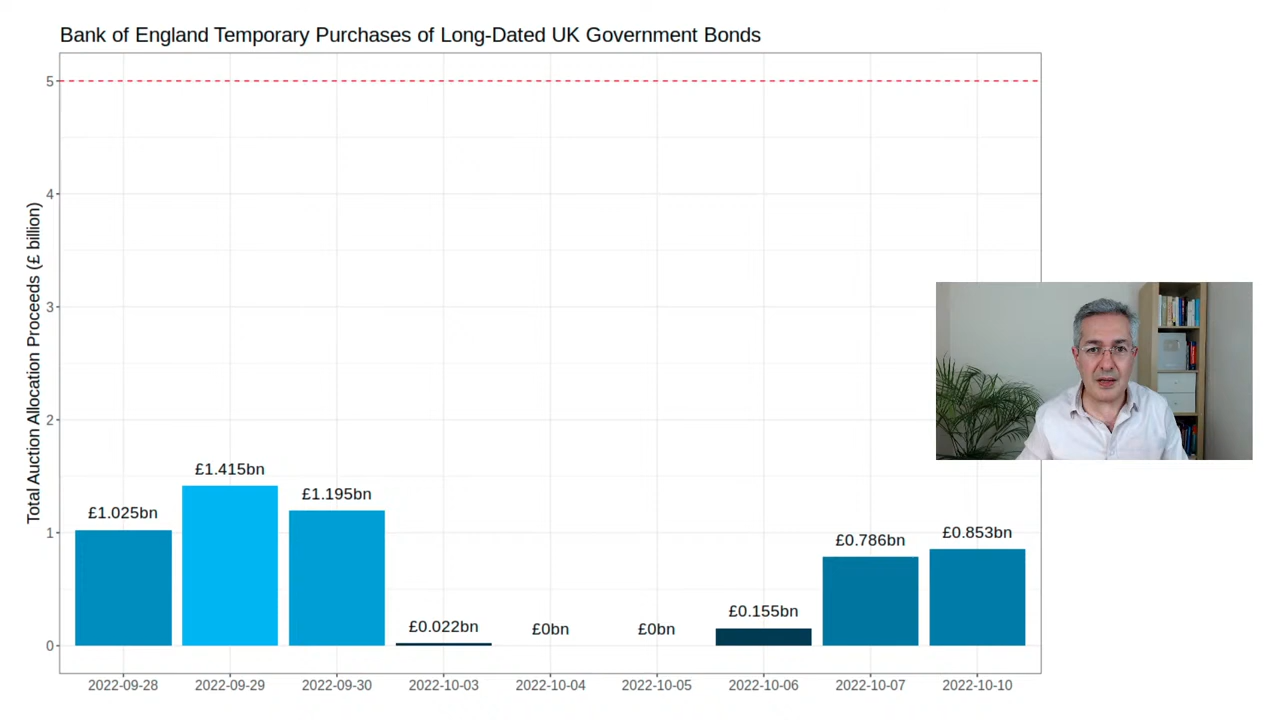 Bank of England Temporary Purchases of Long-Dated UK Government Bonds
Total Auction Allocation Proceeds (£ billion)
5
4
3
2
1
0
£1.025bn
£1.415bn
£1.195bn
£0.022bn
£0bn
£0bn
£0.155bn
£0.786bn
£0.853bn
2022-09-28
2022-09-29
2022-09-30
2022-10-03
2022-10-04
2022-10-05
2022-10-06
2022-10-07
2022-10-10